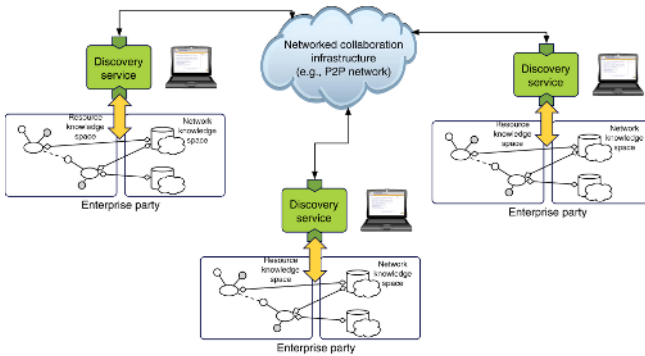 Networked collaboration
infrastructure
(e.g., P2P network)
Discovery
service
Resource
knowledge
space
Network
knowledge
space
Enterprise party
Discovery
service
Resource
knowledge
space
Network
knowledge
space
Enterprise party
Discovery
service
Resource
knowledge
space
Network
knowledge
space
Enterprise party